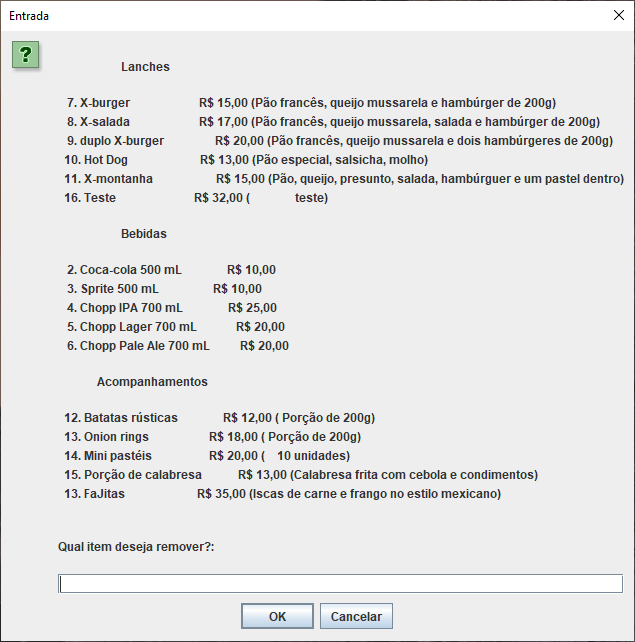 Entrada
?
Lanches
7. X-burger R$ 15,00 (Pão francês, queijo mussarela e hambúrger de 200g)
8. X-salada R$ 17,00 (Pão francês, queijo mussarela, salada e hambúrger de 200g)
9. duplo X-burger R$ 20,00 (Pão francês, queijo mussarela e dois hambúrgeres de 200g)
10. Hot Dog R$ 13,00 (Pão especial, salsicha, molho)
11. X-montanha R$ 15,00 (Pão, queijo, presunto, salada, hambúrguer e um pastel dentro)
16. Teste R$ 32,00 ( teste)
Bebidas
2. Coca-cola 500 mL R$ 10,00
3. Sprite 500 mL R$ 10,00
4. Chopp IPA 700 mL R$ 25,00
5. Chopp Lager 700 mL R$ 20,00
6. Chopp Pale Ale 700 mL R$ 20,00
Acompanhamentos
12. Batatas rústicas R$ 12,00 ( Porção de 200g)
13. Onion rings R$ 18,00 ( Porção de 200g)
14. Mini pastéis R$ 20,00 ( 10 unidades)
15. Porção de calabresa R$ 13,00 (Calabresa frita com cebola e condimentos)
13. FaJitas R$ 35,00 (Iscas de carne e frango no estilo mexicano)
Qual item deseja remover?:
OK Cancelar